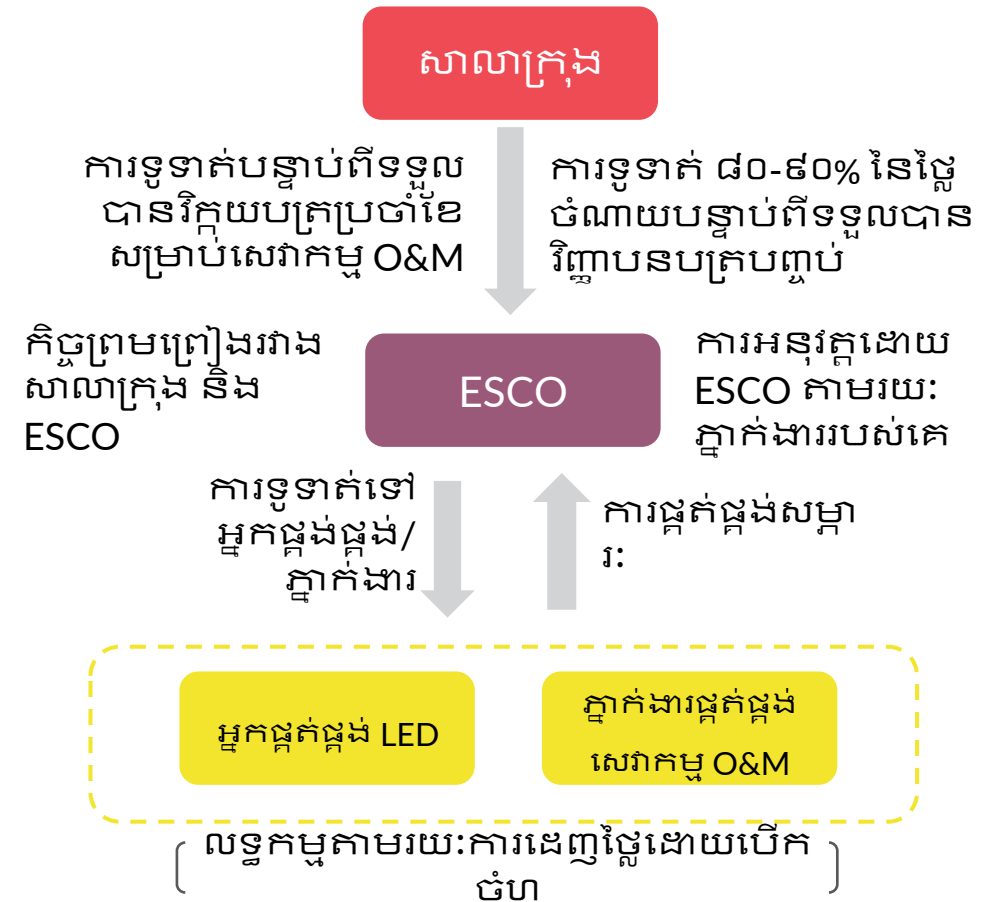 សាលាក្រុង
ការទូទាត់បន្ទាប់ពីទទួល
បានវិក្កយបត្រប្រចាំខែ
សម្រាប់សេវាកម្ម O&M
ការទូទាត់ ៨០-៩០% នៃថ្លៃ
ចំណាយបន្ទាប់ពីទទួលបាន
វិញ្ញាបនបត្របញ្ចប់
កិច្ចព្រមព្រៀងរវាង
សាលាក្រុង និង
ESCO
ESCO
ការអនុវត្តដោយ
ESCO តាមរយៈ
ភ្នាក់ងាររបស់គេ
ការទូទាត់ទៅ
អ្នកផ្គង់ផ្គង់/
ភ្នាក់ងារ
ការផ្គត់ផ្គង់សម្ភា
រៈ
អ្នកផ្គត់ផ្គង់ LED
ភ្នាក់ងារផ្គត់ផ្គង់
សេវាកម្ម O&M
លទ្ធកម្មតាមរយៈការដេញថ្លៃដោយបើក
ចំហ